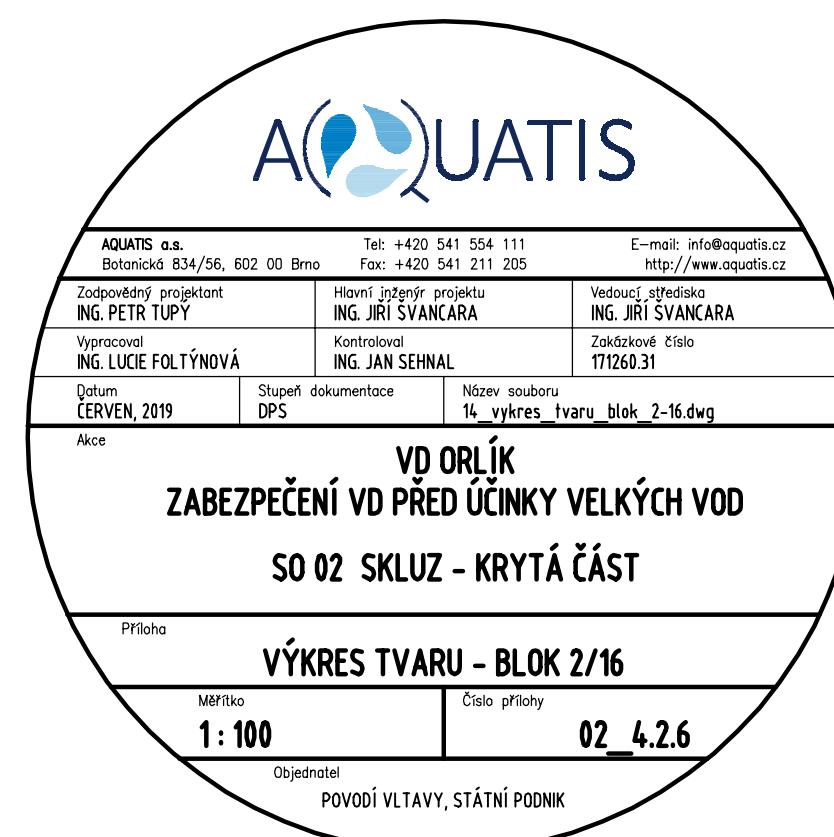 AQUATIS
AQUATIS a.s. Tel: +420 541 554 111 E-mail: info@aquatis.cz
Botanická 834/56, 602 00 Brno Fax: +420 541 211 205 http://www.aquatis.cz
Zodpovědný projektant Hlavní inženýr projektu Vedoucí střediska
ING. PETR TUPÝ ING. JIŘÍ ŠVANCARA ING. JIŘÍ ŠVANCARA
Vypracoval Kontroloval Zakázkové číslo
ING. LUCIE FOLTÝNOVÁ ING. JAN SEHNAL 171260.31
Datum Stupeň dokumentace Název souboru
ČERVEN, 2019 DPS 14_vykres_tvaru_blok_2-16.dwg
Akce
VD ORLÍK
ZABEZPEČENÍ VD PŘED ÚČINKY VELKÝCH VOD
SO 02 SKLUZ - KRYTÁ ČÁST
Příloha
VÝKRES TVARU - BLOK 2/16
Měřítko Číslo přílohy
1 : 100 02_4.2.6
Objednatel
POVODÍ VLTAVY, STÁTNÍ PODNIK